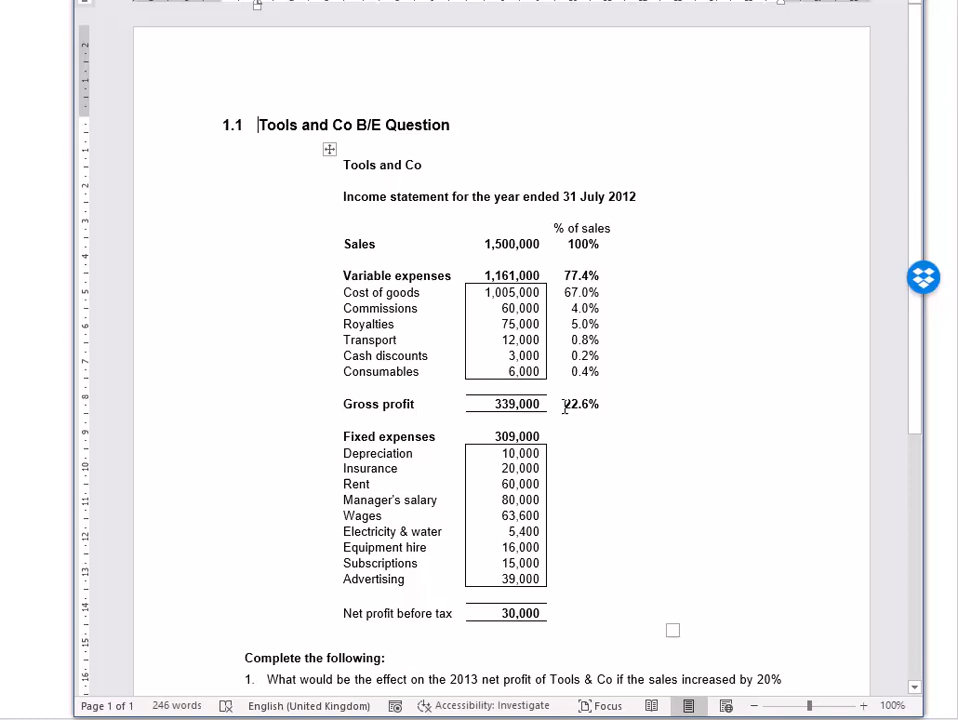 1.1 Tools and Co B/E Question
Tools and Co
Income statement for the year ended 31 July 2012
% of sales
Sales 1,500,000 100%
Variable expenses 1,161,000 77.4%
Cost of goods 1,005,000 67.0%
Commissions 60,000 4.0%
Royalties 75,000 5.0%
Transport 12,000 0.8%
Cash discounts 3,000 0.2%
Consumables 6,000 0.4%
Gross profit 339,000 22.6%
Fixed expenses 309,000
Depreciation 10,000
Insurance 20,000
Rent 60,000
Manager's salary 80,000
Wages 63,600
Electricity & water 5,400
Equipment hire 16,000
Subscriptions 15,000
Advertising 39,000
Net profit before tax 30,000
Complete the following:
1. What would be the effect on the 2013 net profit of Tools & Co if the sales increased by 20%
Page 1 of 1 246 words English (United Kingdom) Accessibility: Investigate Focus 100%